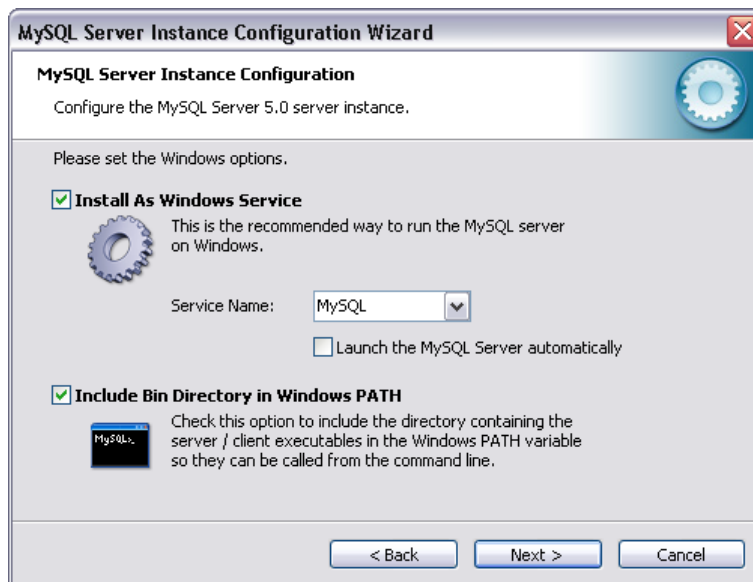 MySQL Server Instance Configuration Wizard
MySQL Server Instance Configuration
Configure the MySQL Server 5.0 server instance.
Please set the Windows options.
Install As Windows Service
This is the recommended way to run the MySQL server
on Windows.
Service Name:
MySQL
Launch the MySQL Server automatically
Include Bin Directory in Windows PATH
MySQL>_
Check this option to include the directory containing the
server / client executables in the Windows PATH variable
so they can be called from the command line.
< Back
Next >
Cancel